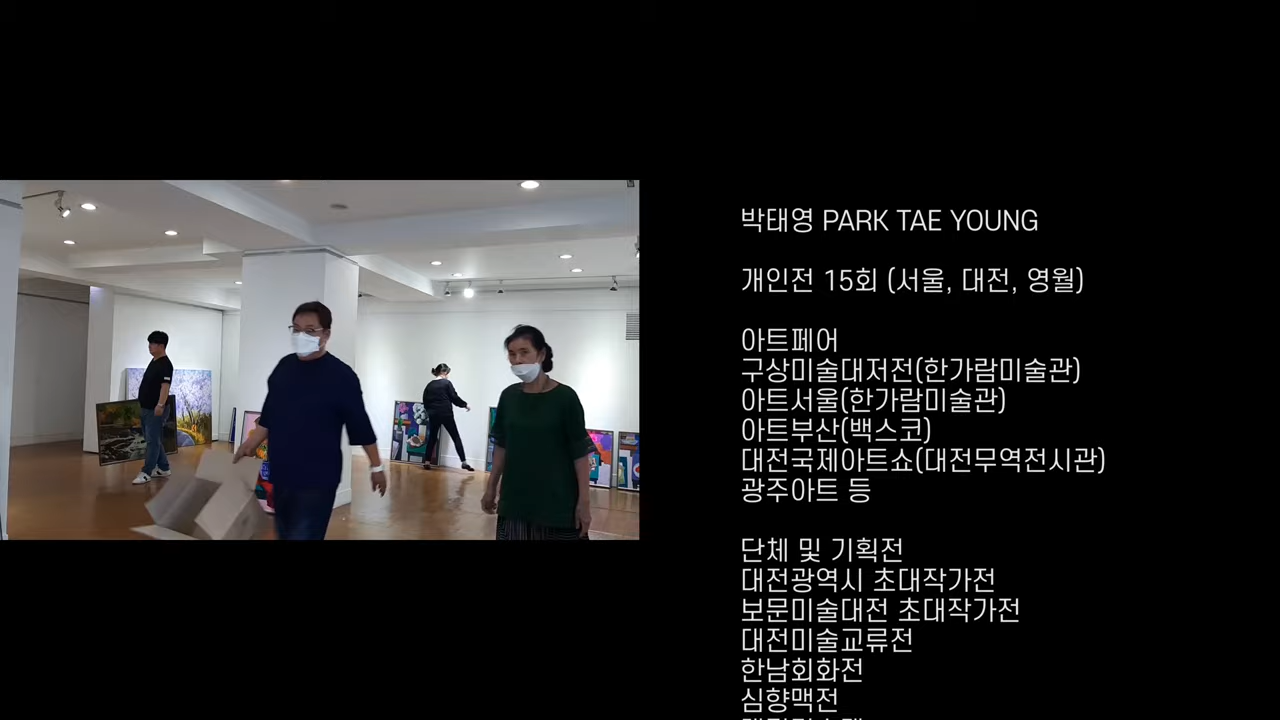 박태영 PARK TAE YOUNG
개인전 15회 (서울, 대전, 영월)
아트페어
구상미술대저전(한가람미술관)
아트서울(한가람미술관)
아트부산(백스코)
대전국제아트쇼(대전무역전시관)
광주아트 등
단체 및 기획전
대전광역시 초대작가전
보문미술대전 초대작가전
대전미술교류전
한남회화전
심향맥전